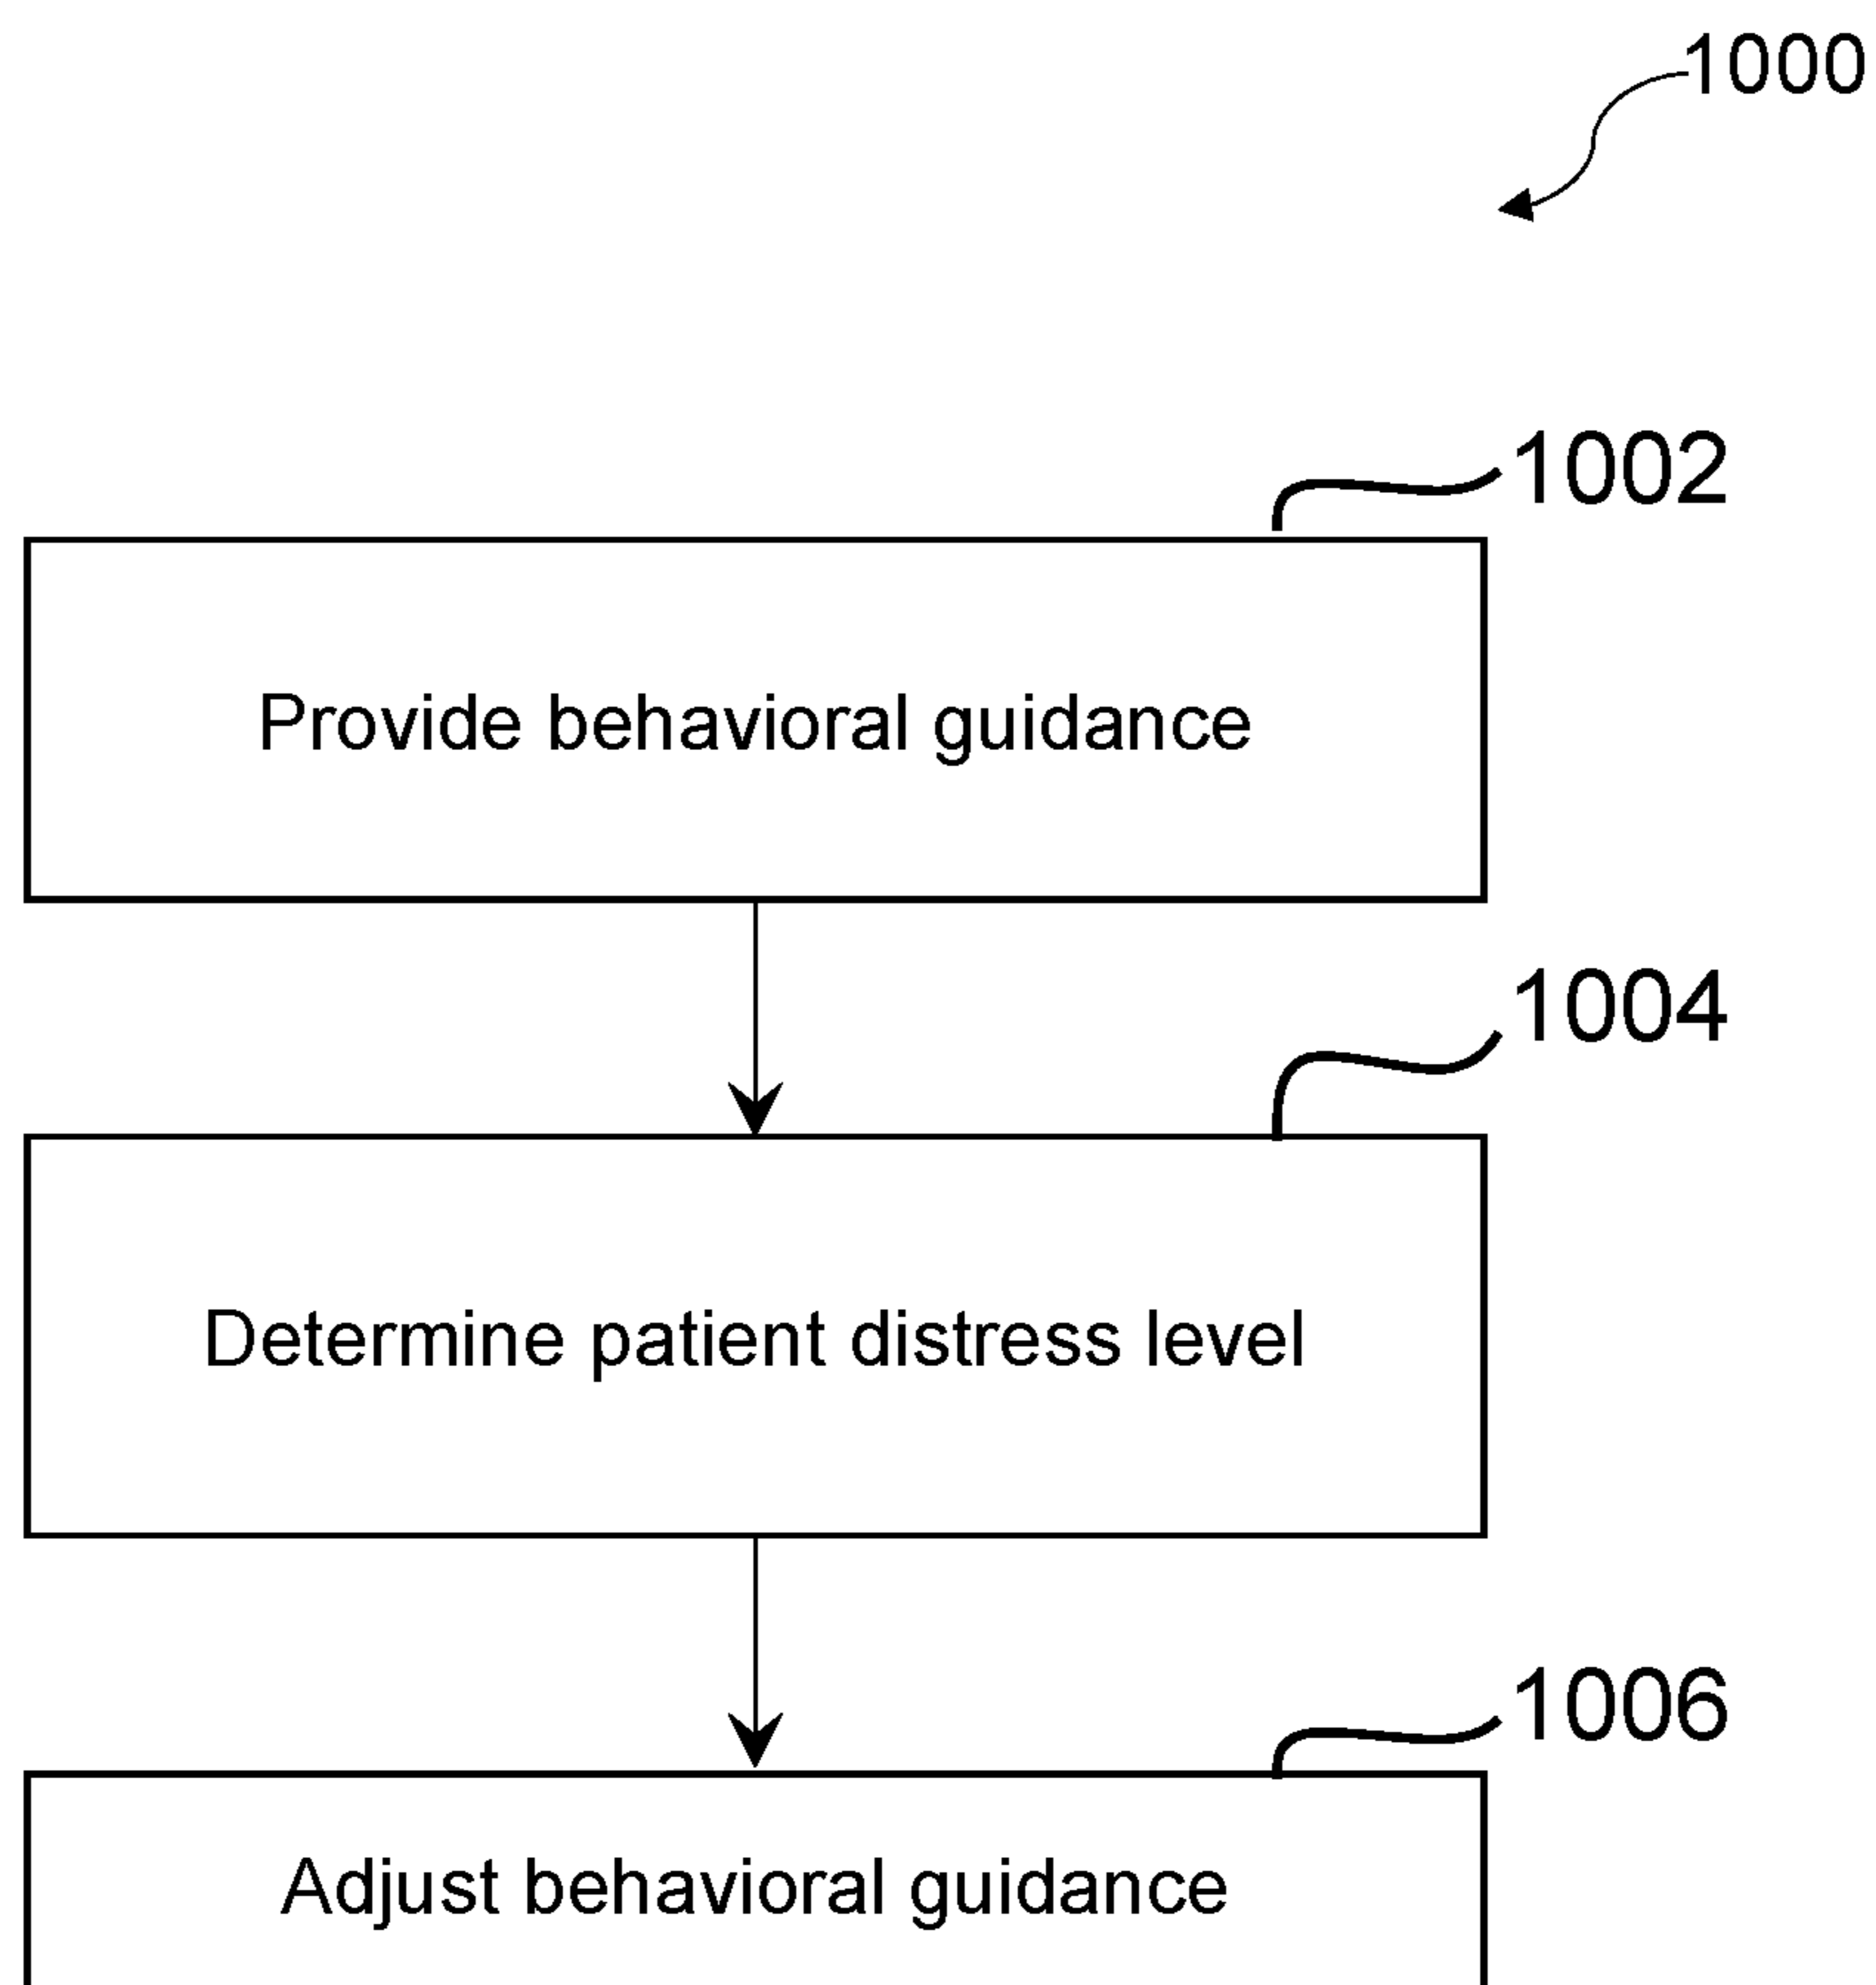 1000
1002
Provide behavioral guidance
1004
Determine patient distress level
1006
Adjust behavioral guidance